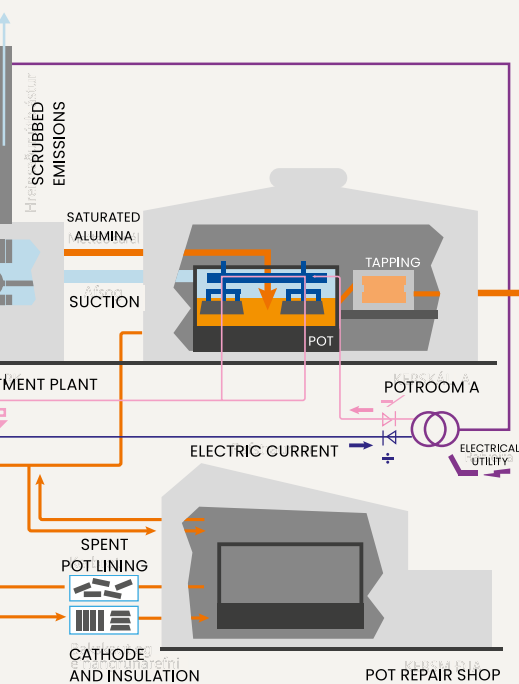 SCRUBBED
EMISSIONS
SATURATED
ALUMINA
SUCTION
TAPPING
POT
TMENT PLANT
POTROOM A
ELECTRIC CURRENT
ELECTRICAL
UTILITY
SPENT
POT LINING
CATHODE
AND INSULATION
POT REPAIR SHOP